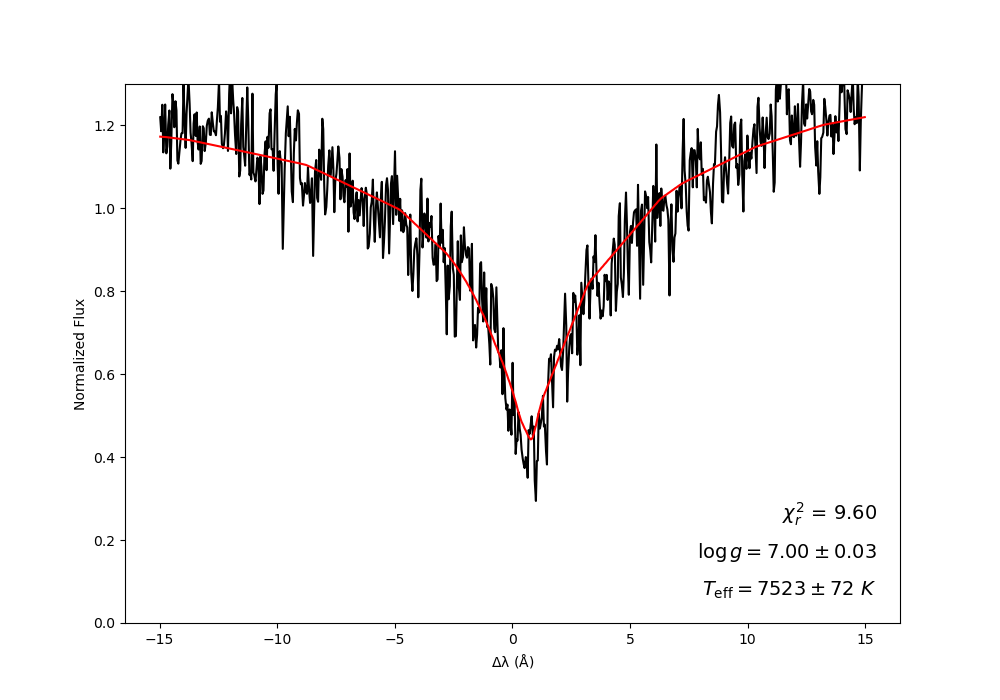 1.2
1.0
0.8
0.6
0.4
0.2
0.0
Normalized Flux
χ²ᵣ = 9.60
log g = 7.00 ± 0.03
T_eff = 7523 ± 72 K
−15 −10 −5 0 5 10 15
Δλ (Å)